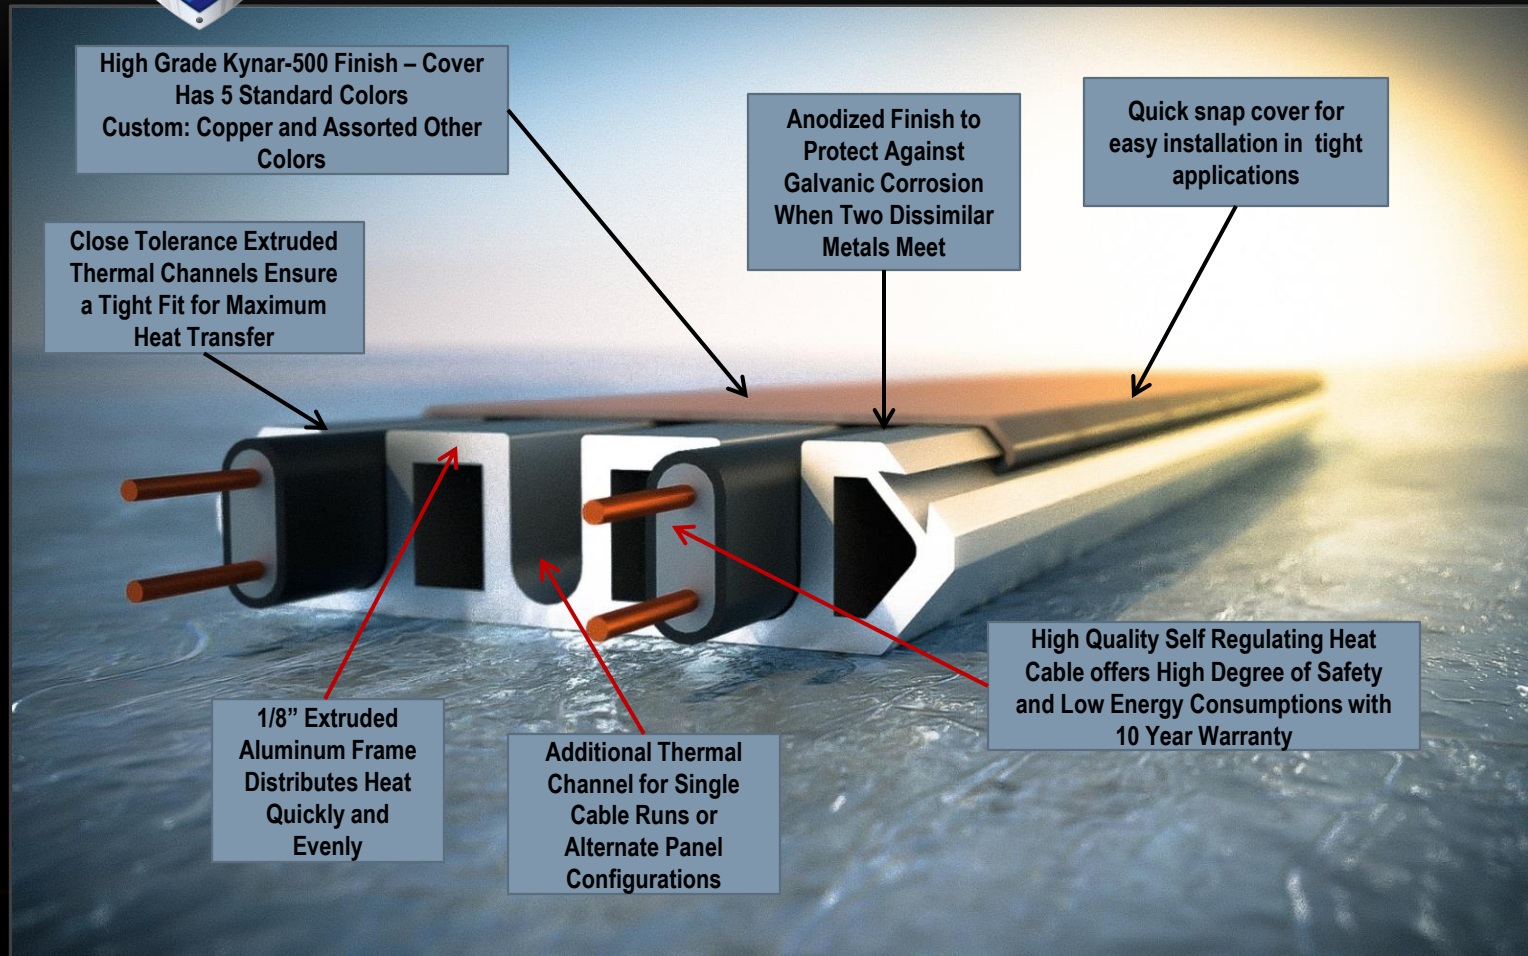 High Grade Kynar-500 Finish – Cover
Has 5 Standard Colors
Custom: Copper and Assorted Other
Colors
Anodized Finish to
Protect Against
Galvanic Corrosion
When Two Dissimilar
Metals Meet
Quick snap cover for
easy installation in  tight
applications
Close Tolerance Extruded
Thermal Channels Ensure
a Tight Fit for Maximum
Heat Transfer
1/8” Extruded
Aluminum Frame
Distributes Heat
Quickly and
Evenly
Additional Thermal
Channel for Single
Cable Runs or
Alternate Panel
Configurations
High Quality Self Regulating Heat
Cable offers High Degree of Safety
and Low Energy Consumptions with
10 Year Warranty